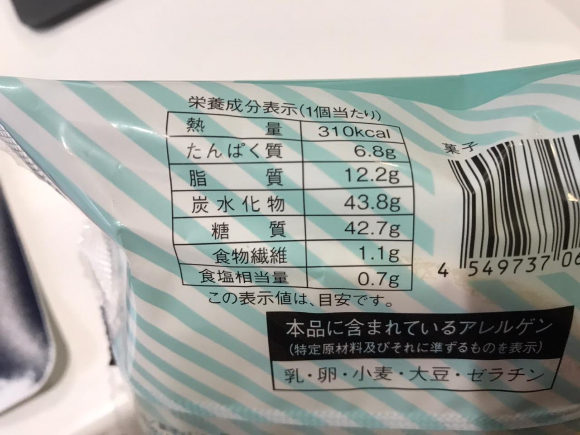 栄養成分表示(1個当たり)
熱量 310kcal
たんぱく質 6.8g
脂質 12.2g
炭水化物 43.8g
糖質 42.7g
食物繊維 1.1g
食塩相当量 0.7g
この表示値は、目安です。
菓子
4 549737 06
本品に含まれているアレルゲン
(特定原材料及びそれに準ずるものを表示)
乳・卵・小麦・大豆・ゼラチン